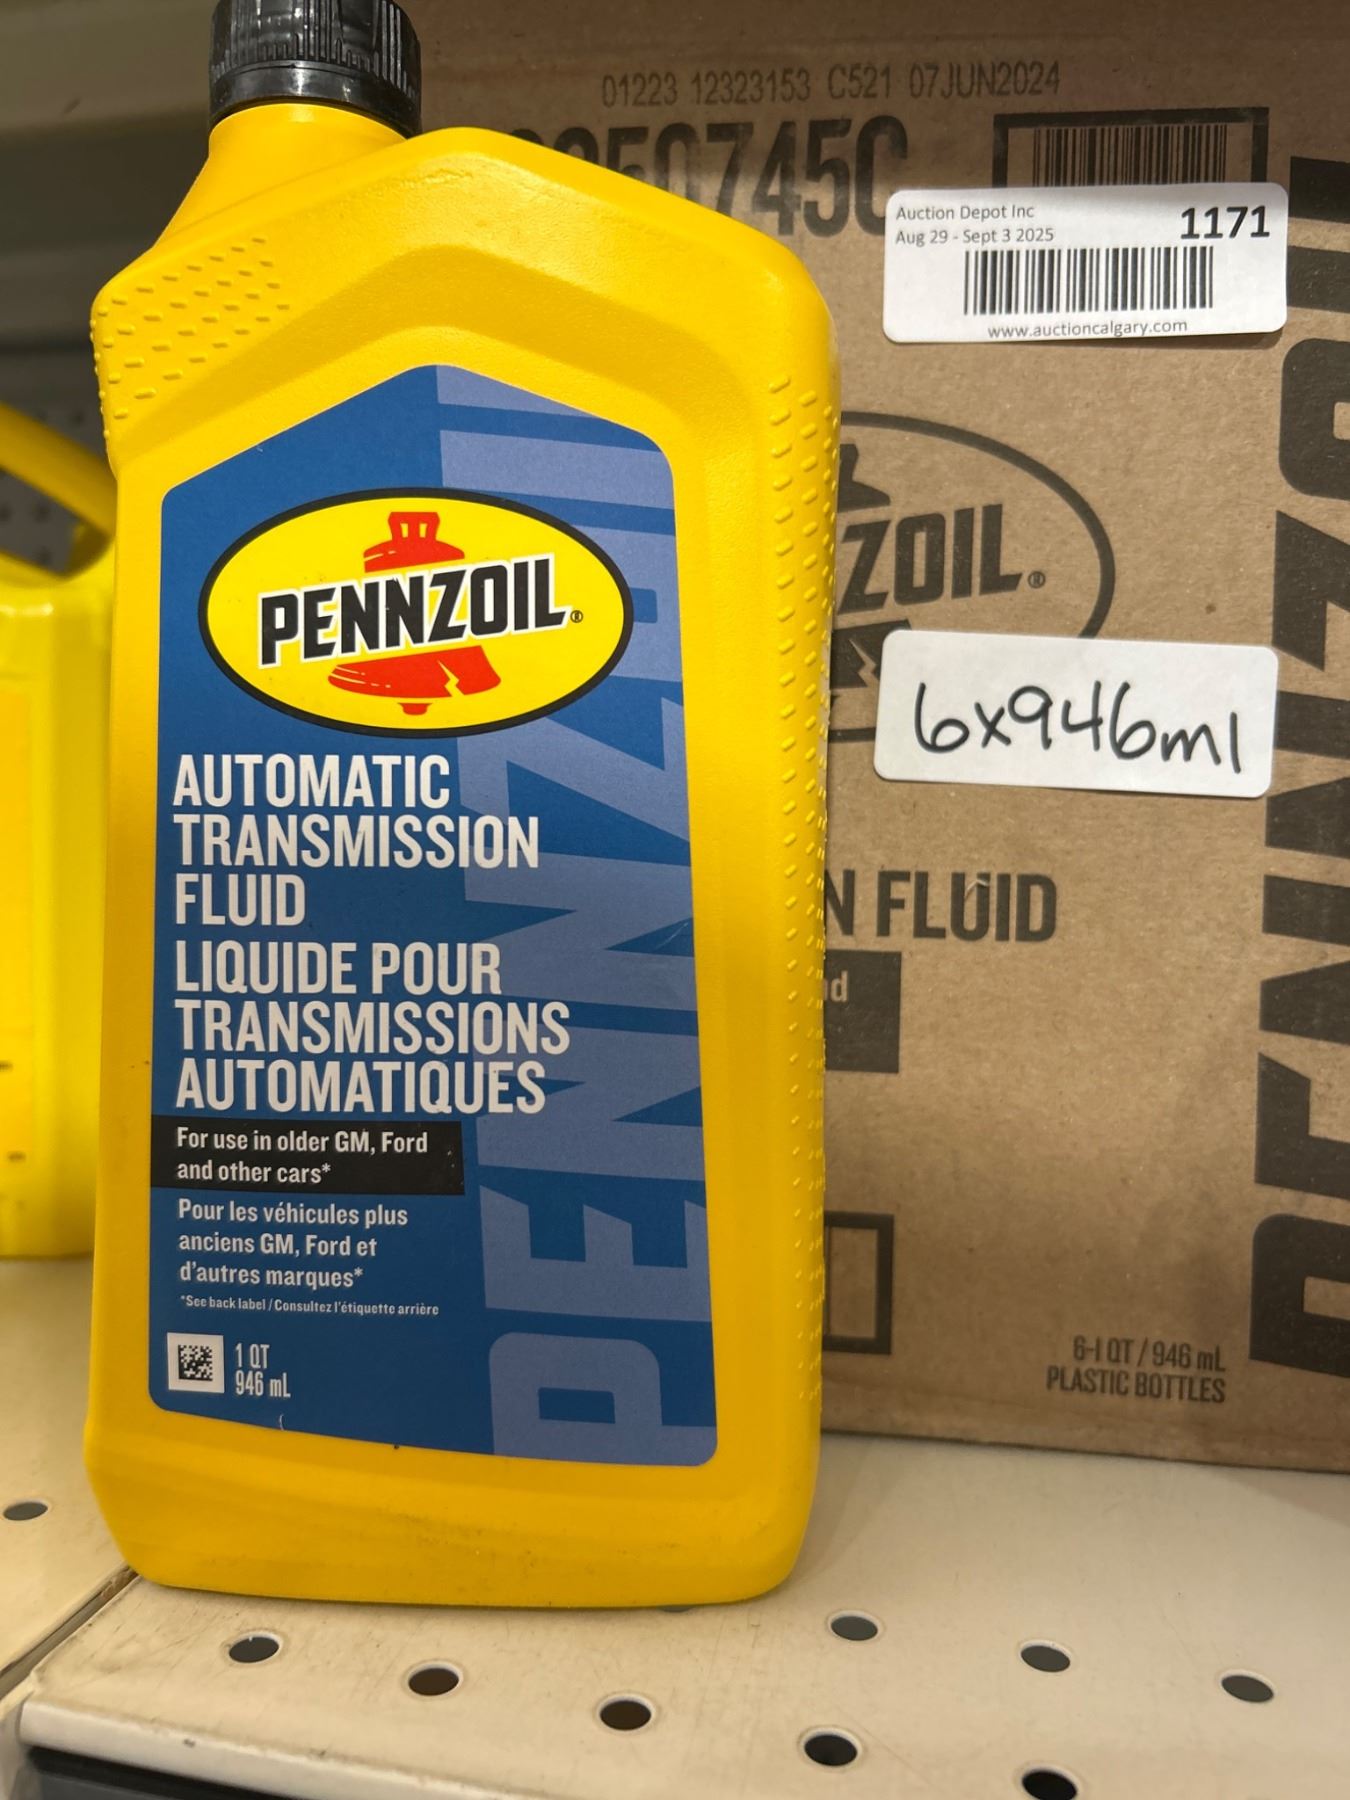 01223 12323153 C521 07JUN2024
50745C
Auction Depot Inc
1171
Aug 29 - Sept 3 2025
www.auctioncalgary.com
PENNZOIL®
ZOIL®
6x946ml
AUTOMATIC
TRANSMISSION
FLUID
N FLUID
LIQUIDE POUR
TRANSMISSIONS
AUTOMATIQUES
For use in older GM, Ford
and other cars*
Pour les véhicules plus
anciens GM, Ford et
d'autres marques*
*See back label / Consultez l'étiquette arrière
1 QT
946 mL
6-1 QT / 946 mL
PLASTIC BOTTLES
PENNZOIL
PENNZOIL